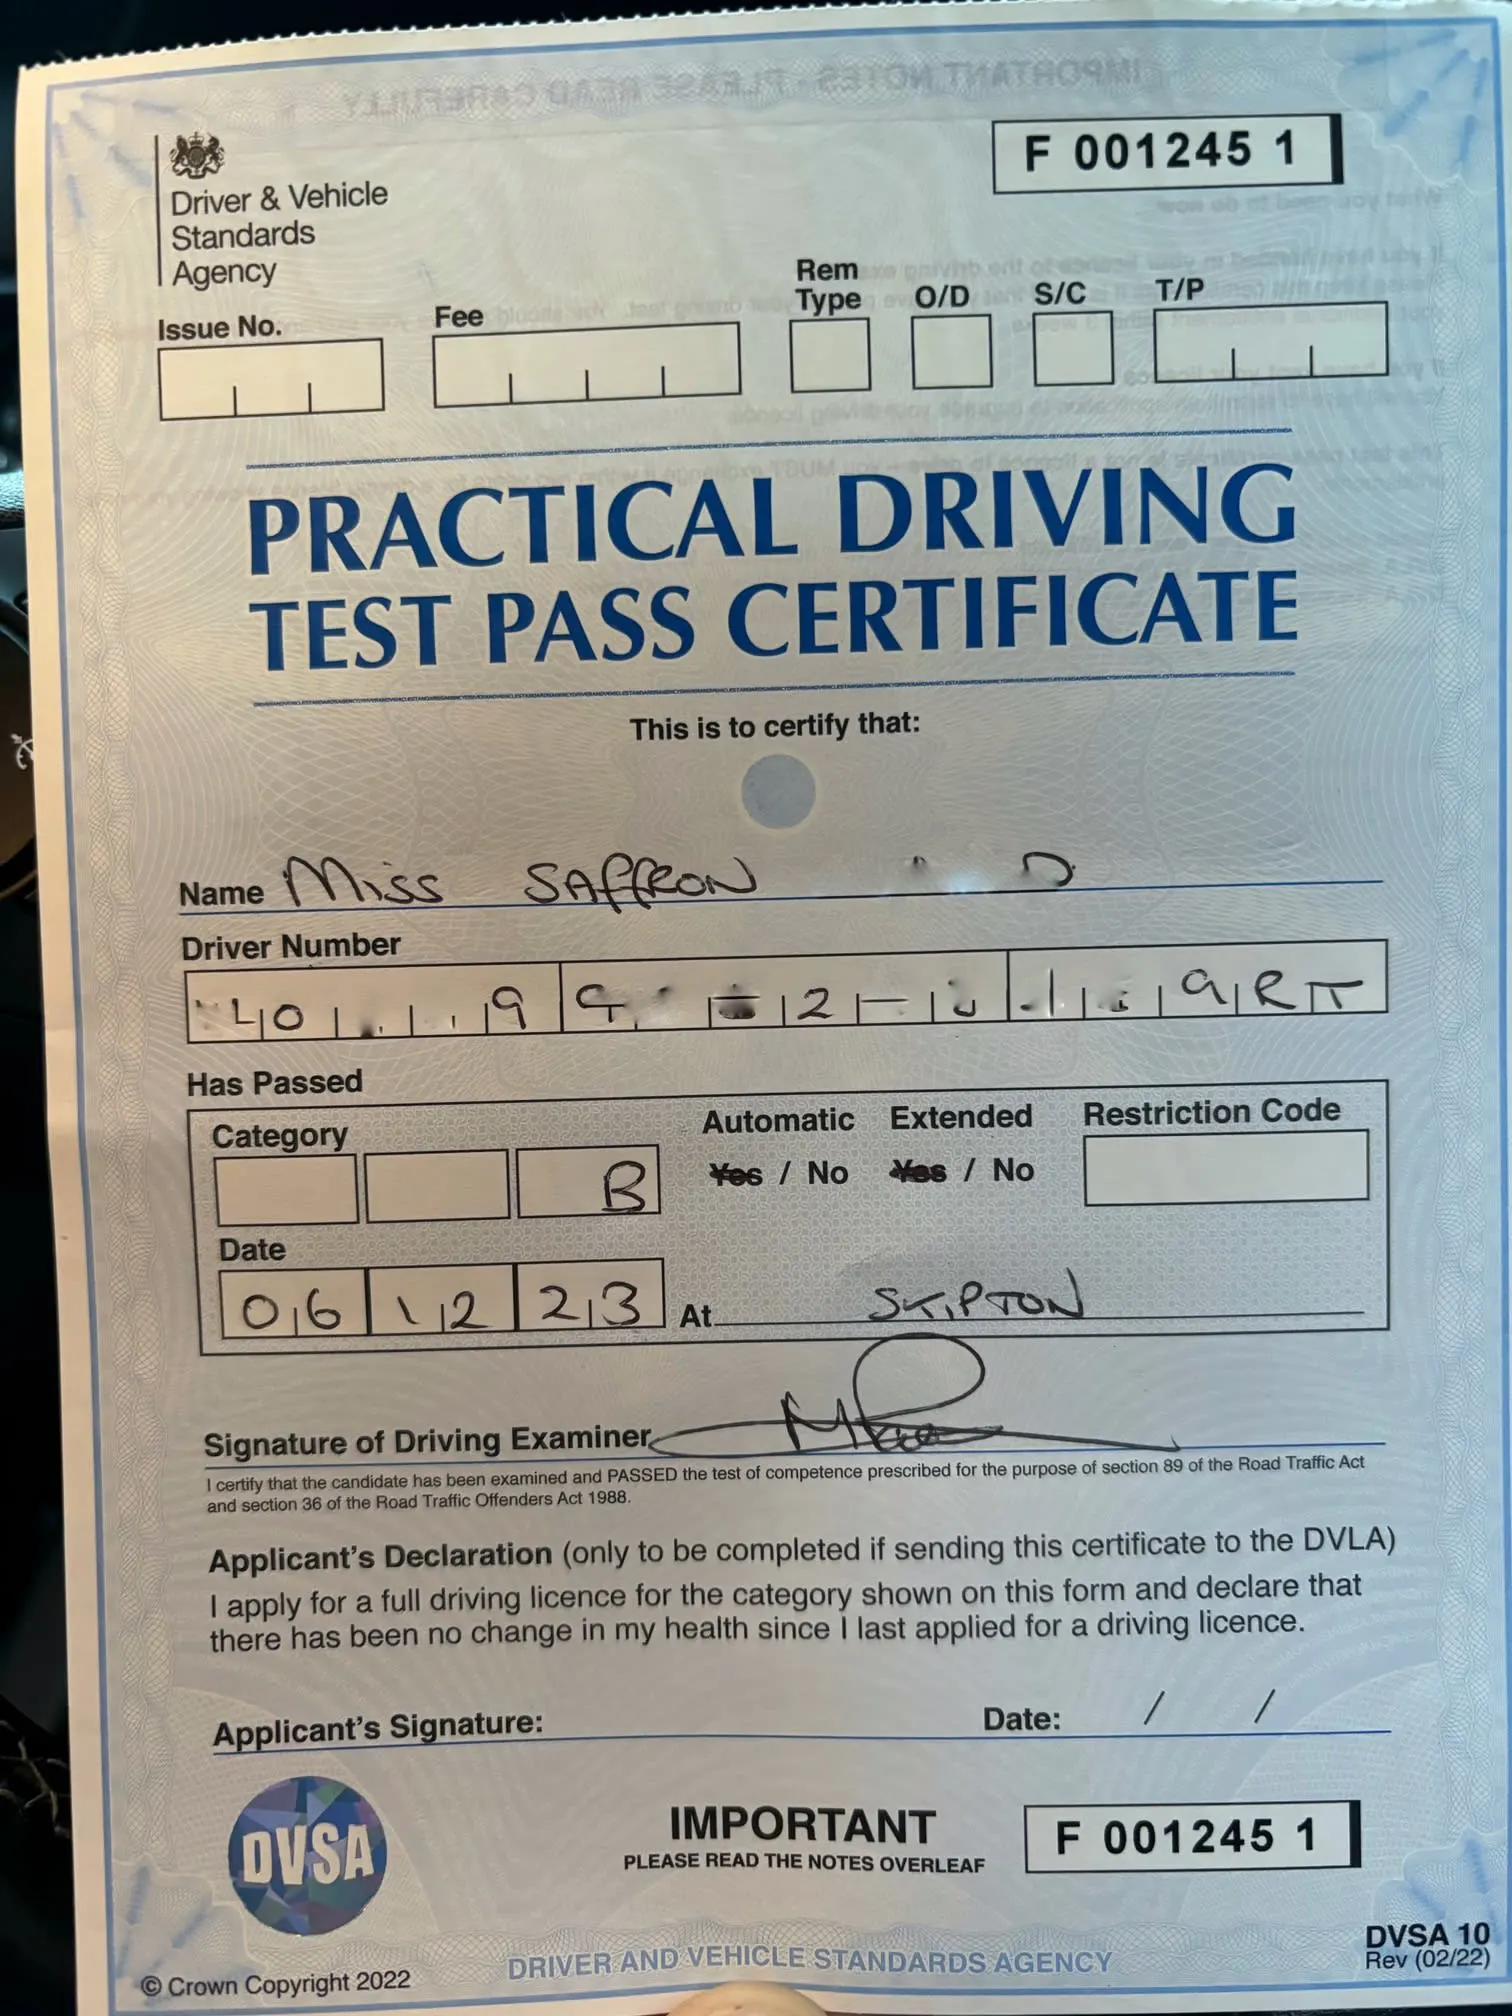 F 001245 1
Driver & Vehicle
Standards
Agency
Issue No.
Fee
Rem
Type
O/D
S/C
T/P
PRACTICAL DRIVING
TEST PASS CERTIFICATE
This is to certify that:
Name Miss SAFFRON
Driver Number
Has Passed
Category
B
Automatic Extended Restriction Code
Yes / No Yes / No
Date
06 12 23 At SKIPTON
Signature of Driving Examiner
I certify that the candidate has been examined and PASSED the test of competence prescribed for the purpose of section 89 of the Road Traffic Act
and section 36 of the Road Traffic Offenders Act 1988.
Applicant's Declaration (only to be completed if sending this certificate to the DVLA)
I apply for a full driving licence for the category shown on this form and declare that
there has been no change in my health since I last applied for a driving licence.
Applicant's Signature: Date: / /
DVSA
IMPORTANT
PLEASE READ THE NOTES OVERLEAF
F 001245 1
DRIVER AND VEHICLE STANDARDS AGENCY
DVSA 10
Rev (02/22)
© Crown Copyright 2022